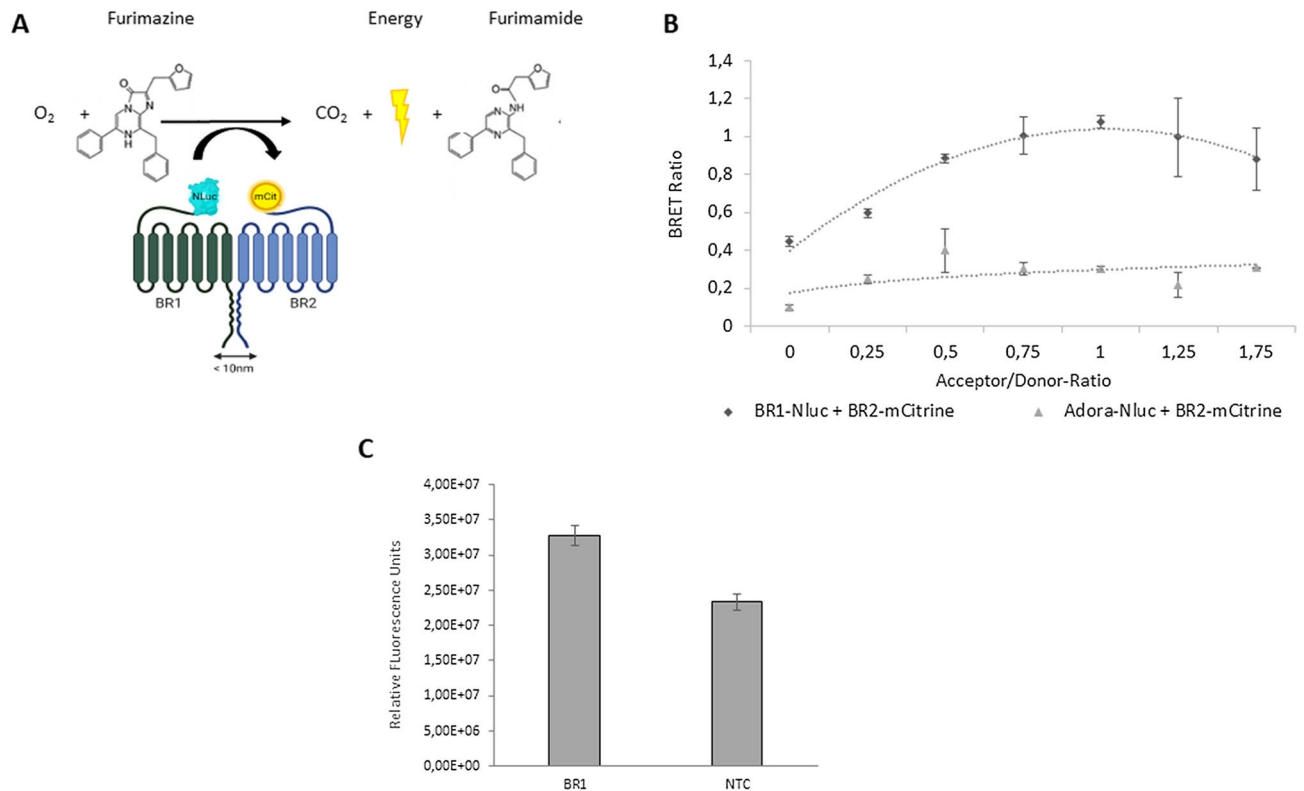 A
Furimazine
Energy
Furimamide
O2 + CO2 + +
O
N
N
N
H
O
O
NH
N
N
O
NLuc
mCit
BR1
BR2
< 10nm
B
BRET Ratio
1,4
1,2
1
0,8
0,6
0,4
0,2
0
0 0,25 0,5 0,75 1 1,25 1,75
Acceptor/Donor-Ratio
BR1-Nluc + BR2-mCitrine
Adora-Nluc + BR2-mCitrine
C
Relative FLuorescence Units
4,00E+07
3,50E+07
3,00E+07
2,50E+07
2,00E+07
1,50E+07
1,00E+07
5,00E+06
0,00E+00
BR1 NTC